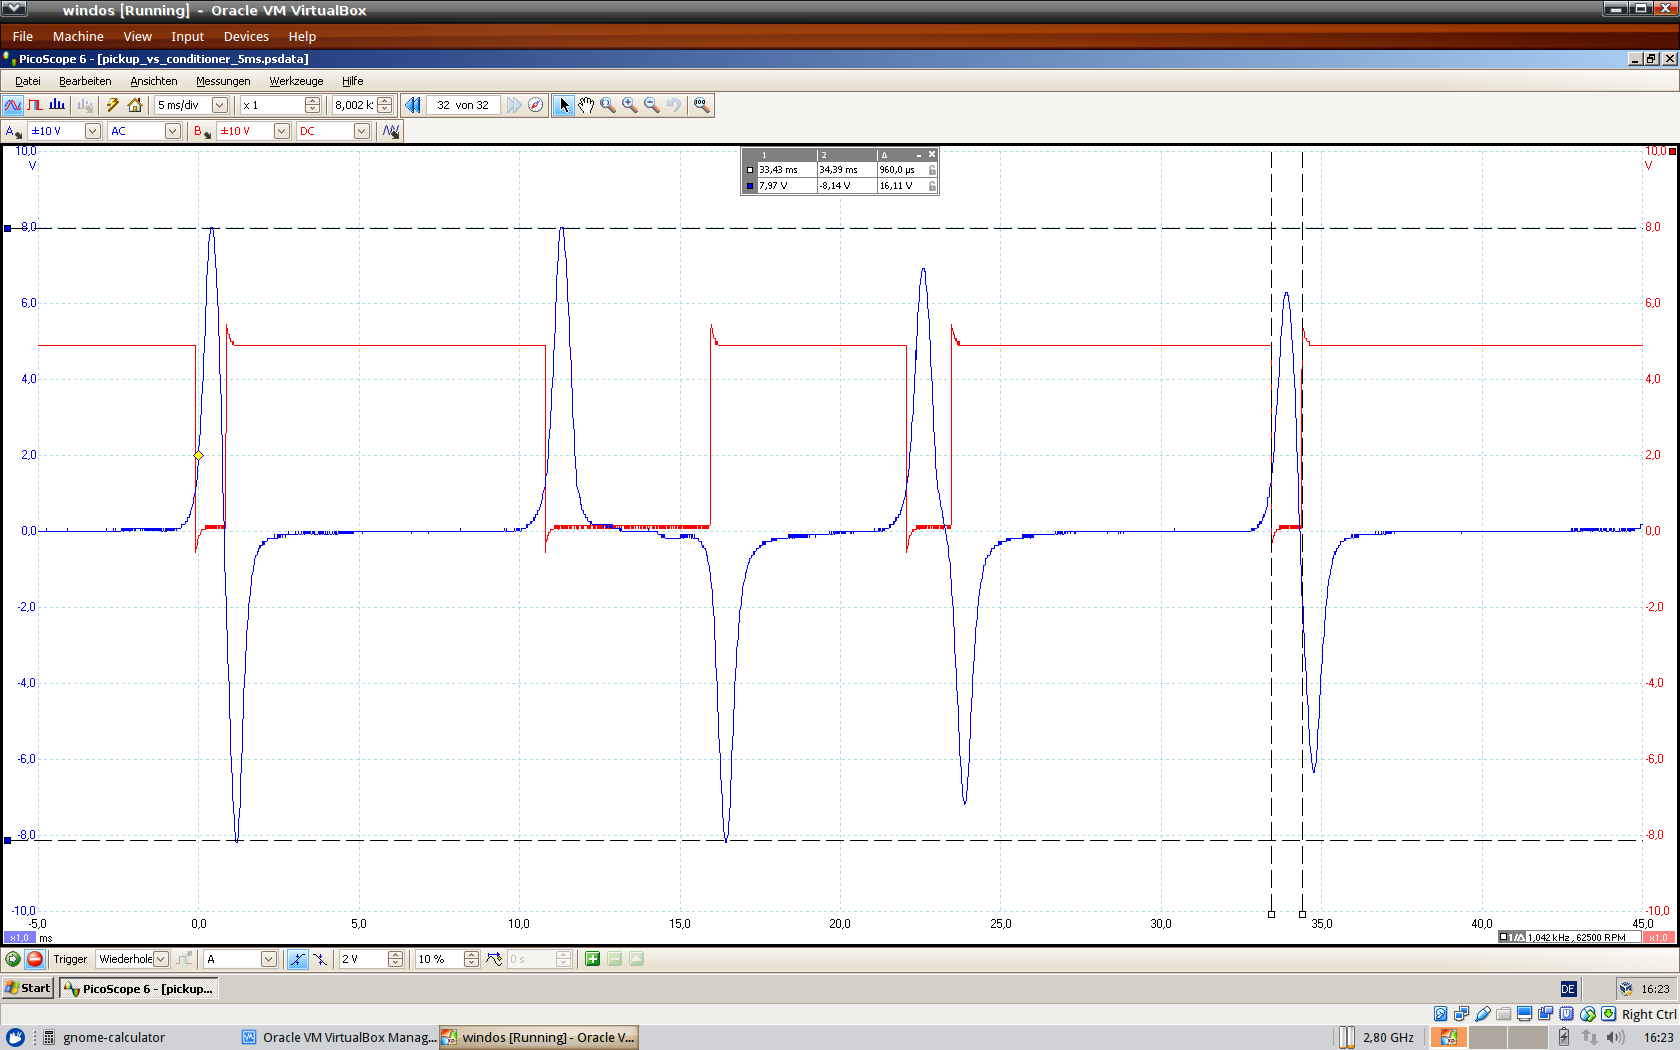 windos [Running] - Oracle VM VirtualBox
File Machine View Input Devices Help
PicoScope 6 - [pickup_vs_conditioner_5ms.psdata]
Datei Bearbeiten Ansichten Messungen Werkzeuge Hilfe
5 ms/div x 1 8,002 k 32 von 32
A ±10 V AC B ±10 V DC
10,0 1 2 Δ 10,0
V V
33,43 ms 34,39 ms 960,0 µs
7,97 V -8,14 V 16,11 V
8,0 8,0
6,0 6,0
4,0 4,0
2,0 2,0
0,0 0,0
-2,0 -2,0
-4,0 -4,0
-6,0 -6,0
-8,0 -8,0
-10,0 -10,0
-5,0 0,0 5,0 10,0 15,0 20,0 25,0 30,0 35,0 40,0 45,0
x1,0 ms 1/Δ 1,042 kHz , 62500 RPM x1,0
Trigger Wiederhole A 2 V 10 % 0 s
Start PicoScope 6 - [pickup... DE 16:23
Right Ctrl
gnome-calculator Oracle VM VirtualBox Manag... windos [Running] - Oracle V... 2,80 GHz XP 16:23